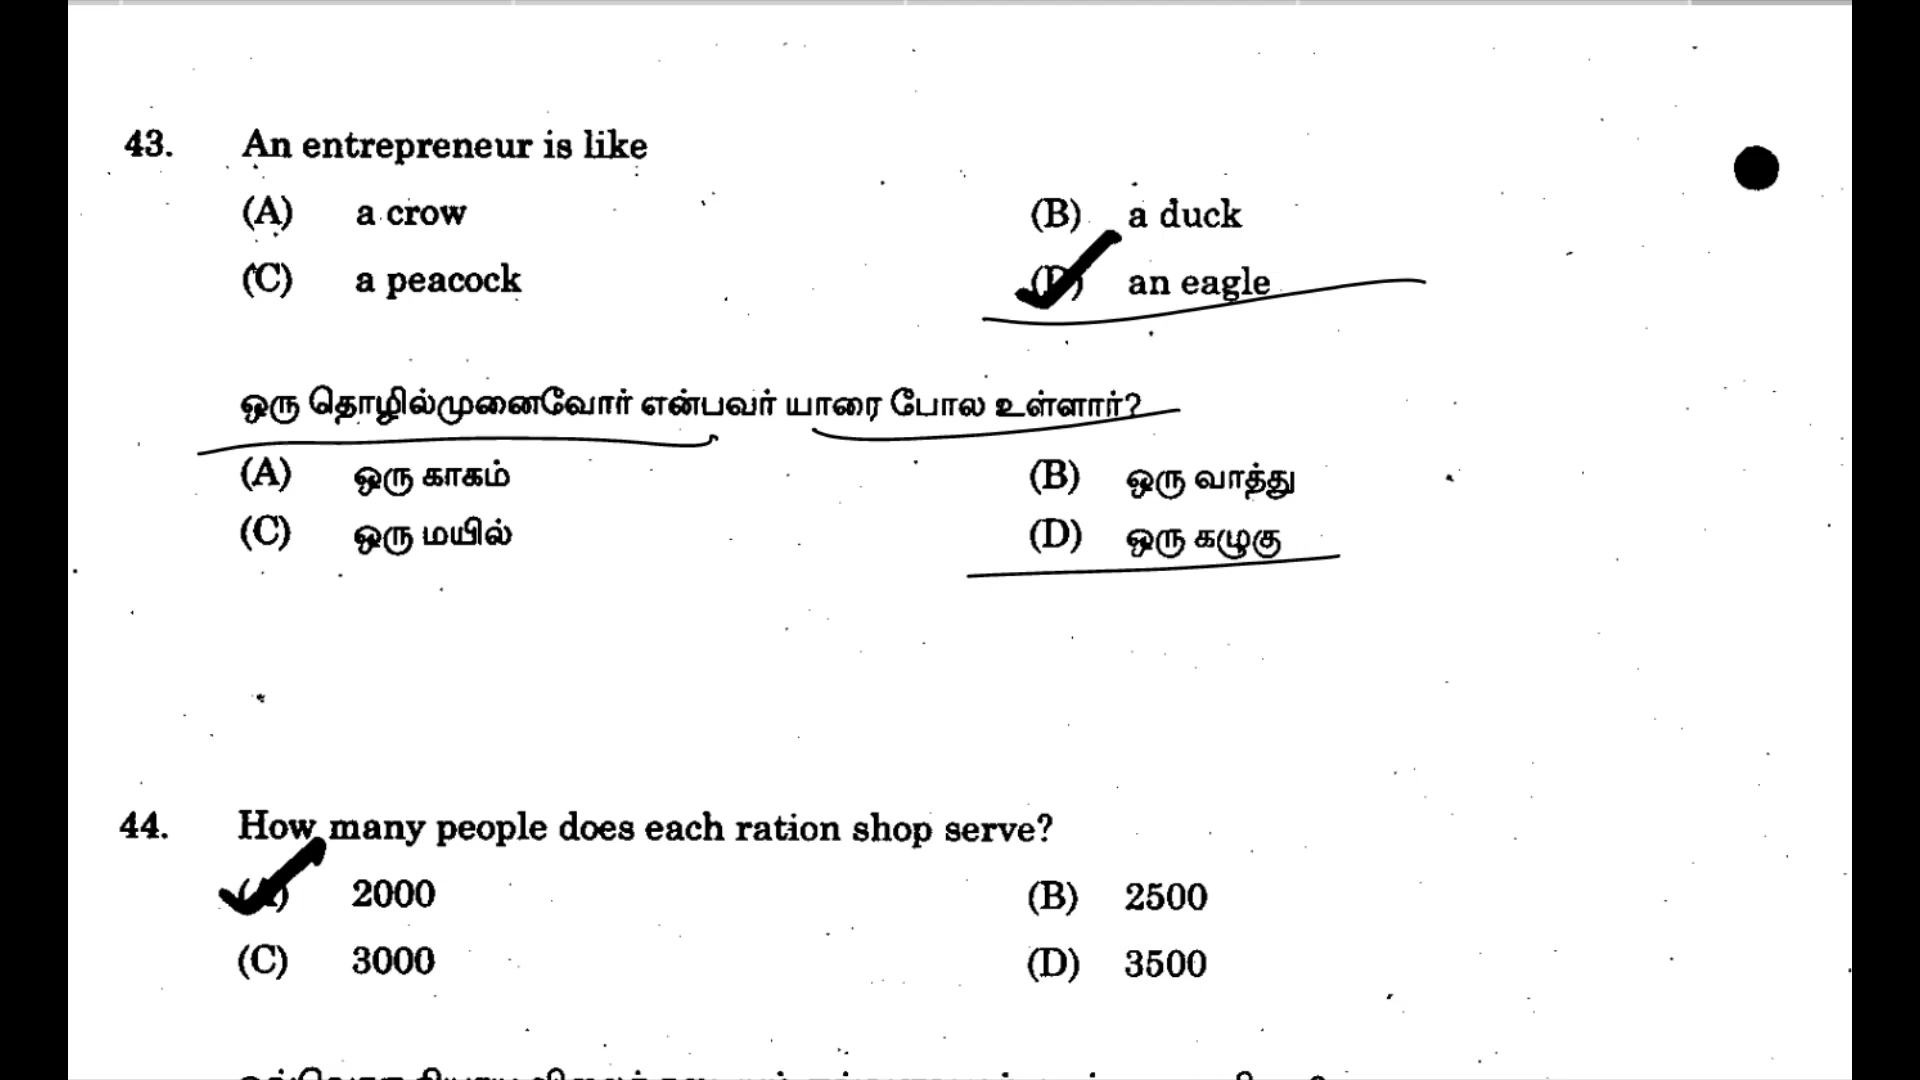 43. An entrepreneur is like
(A) a crow (B) a duck
(C) a peacock (D) an eagle
ஒரு தொழில்முனைவோர் என்பவர் யாரை போல உள்ளார்?
(A) ஒரு காகம் (B) ஒரு வாத்து
(C) ஒரு மயில் (D) ஒரு கழுகு
44. How many people does each ration shop serve?
(A) 2000 (B) 2500
(C) 3000 (D) 3500